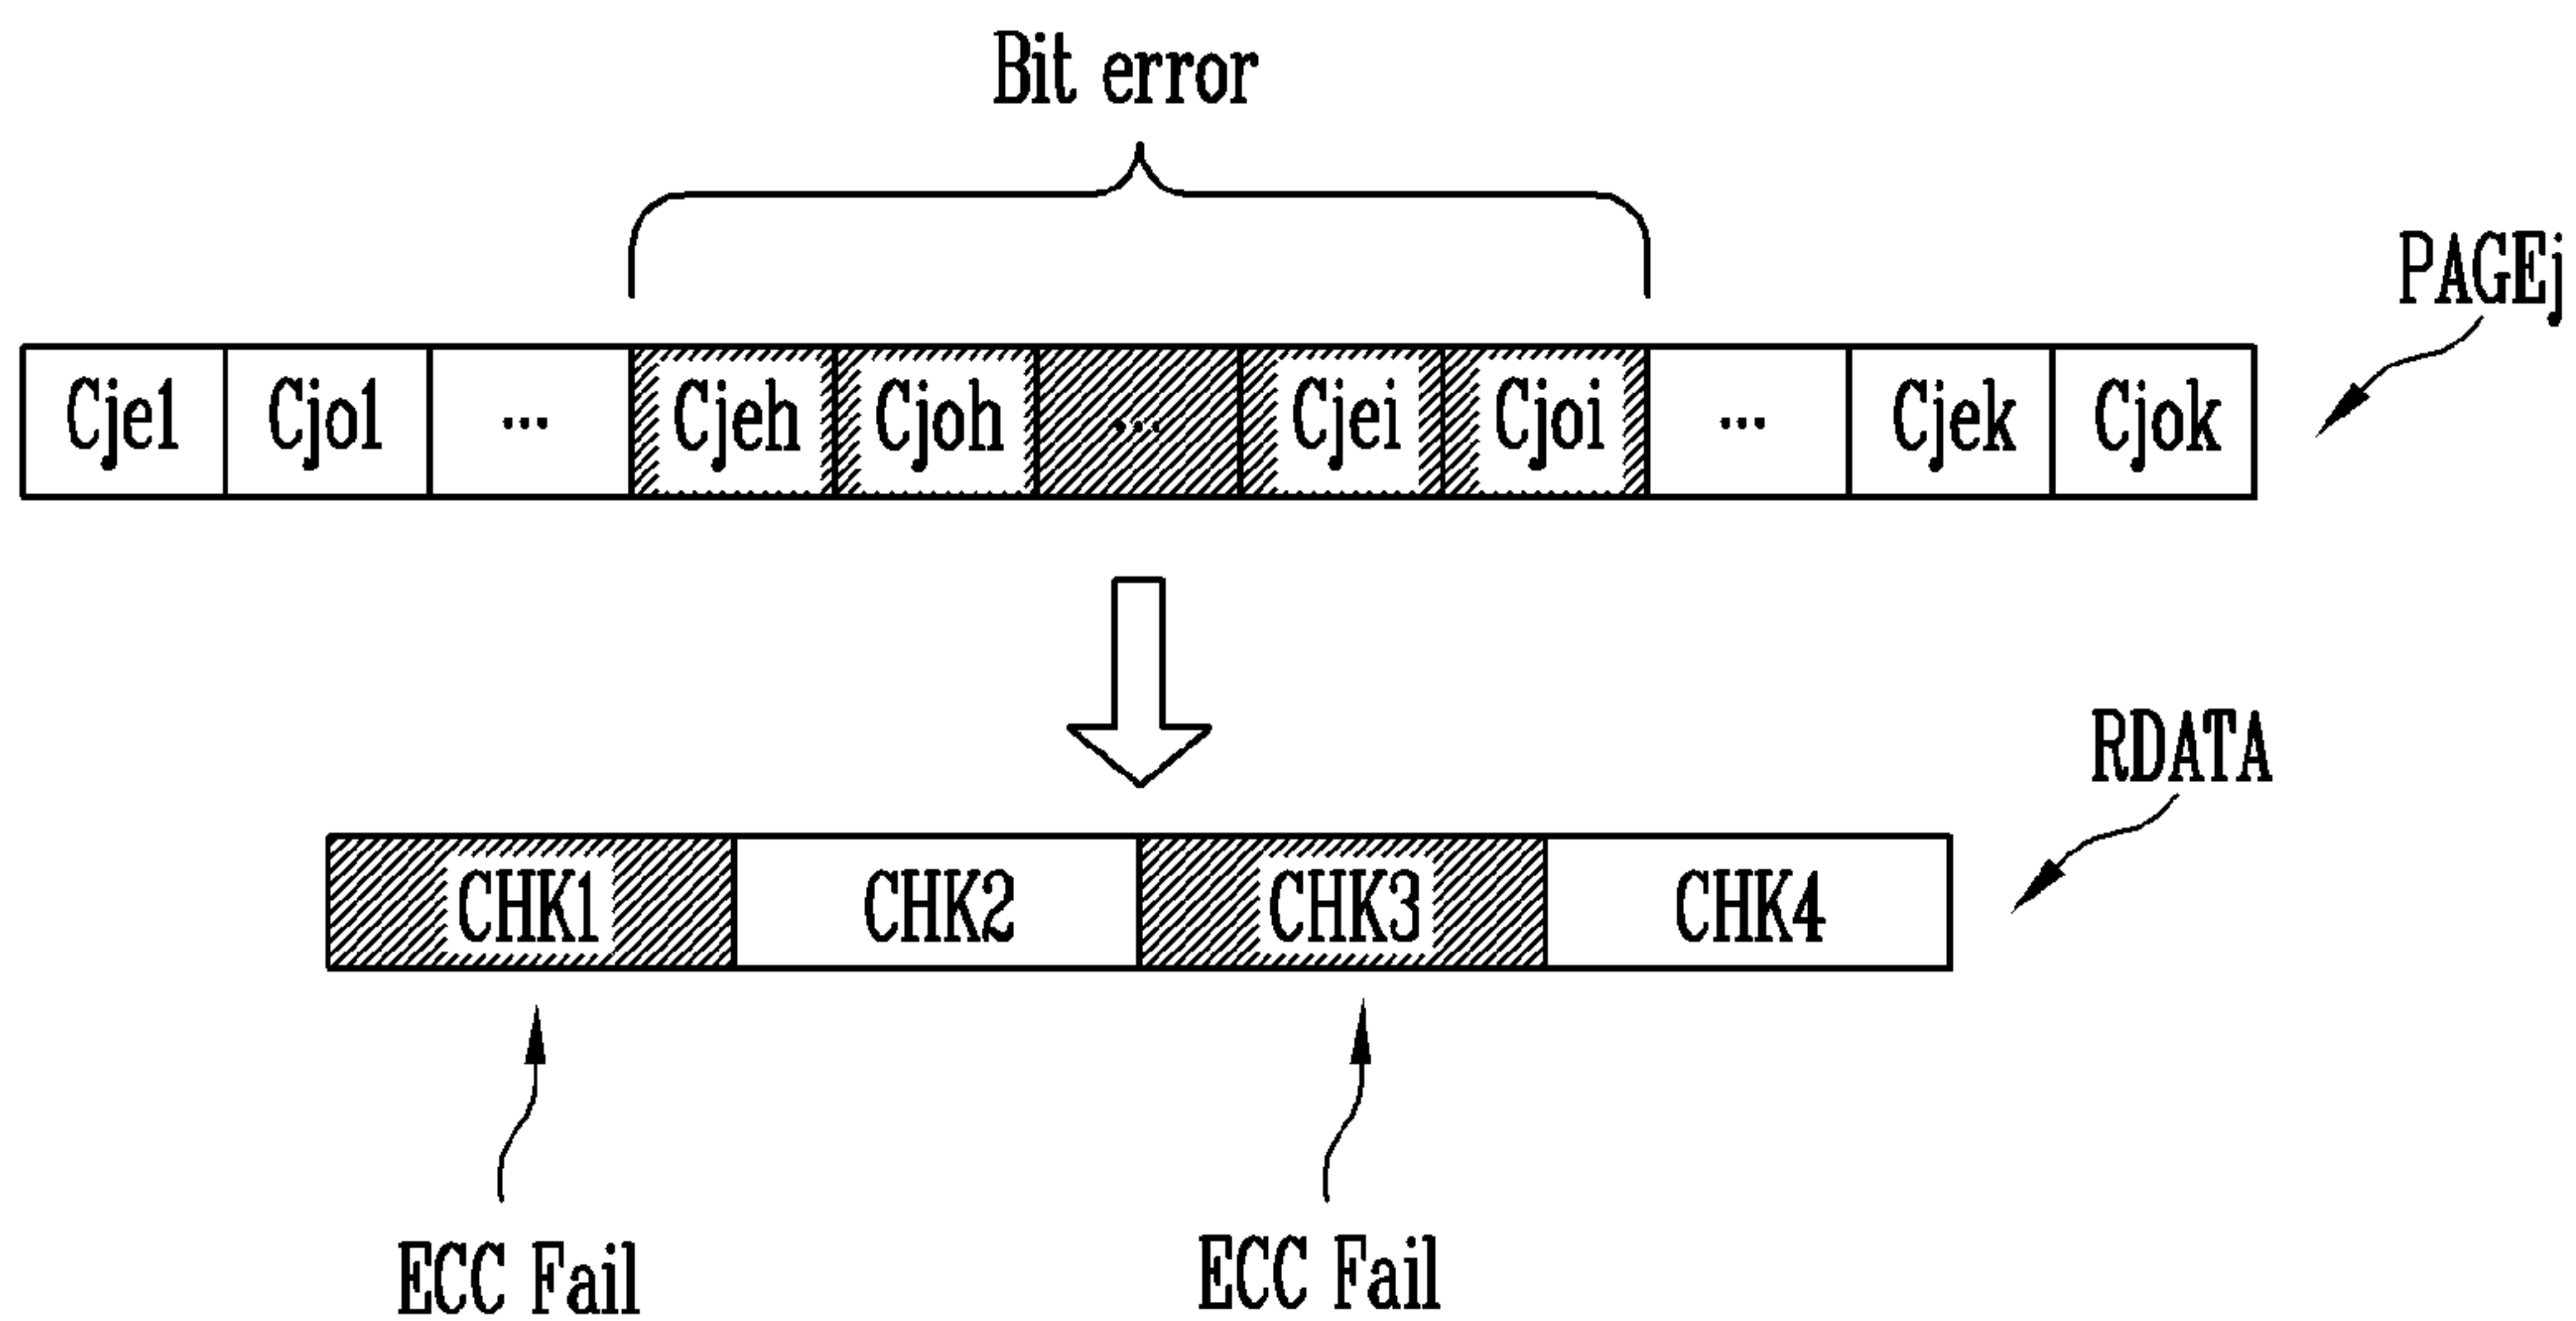 Bit error
PAGEj
Cje1 Cjo1 ... Cjeh Cjoh ... Cjei Cjoi ... Cjek Cjok
RDATA
CHK1 CHK2 CHK3 CHK4
ECC Fail ECC Fail